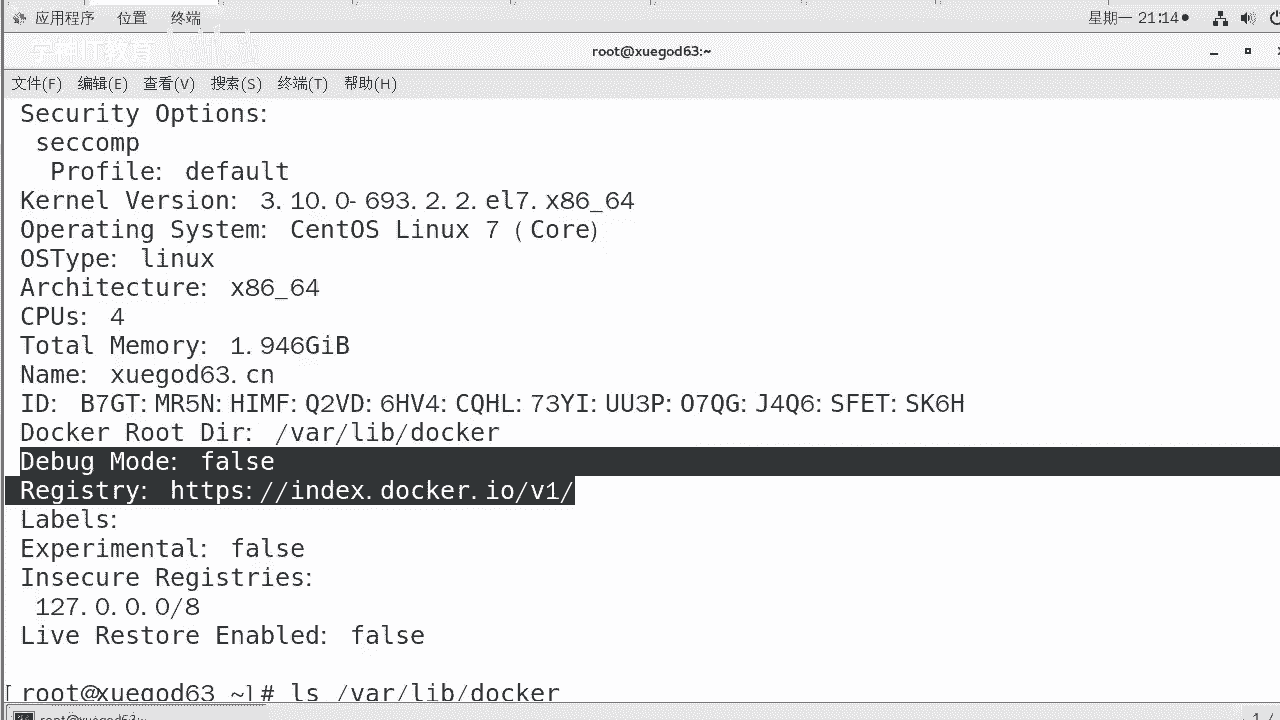 应用程序 位置 终端 星期一 21:14
学神IT教育
root@xuegod63:~
文件(F) 编辑(E) 查看(V) 搜索(S) 终端(T) 帮助(H)
Security Options:
seccomp
Profile: default
Kernel Version: 3.10.0-693.2.2.el7.x86_64
Operating System: CentOS Linux 7 (Core)
OSType: linux
Architecture: x86_64
CPUs: 4
Total Memory: 1.946GiB
Name: xuegod63.cn
ID: B7GT:MR5N:HIMF:Q2VD:6HV4:CQHL:73YI:UU3P:O7QG:J4Q6:SFET:SK6H
Docker Root Dir: /var/lib/docker
Debug Mode: false
Registry: https://index.docker.io/v1/
Labels:
Experimental: false
Insecure Registries:
127.0.0.0/8
Live Restore Enabled: false
[root@xuegod63 ~]# ls /var/lib/docker
root@xuegod63:~ 1 /